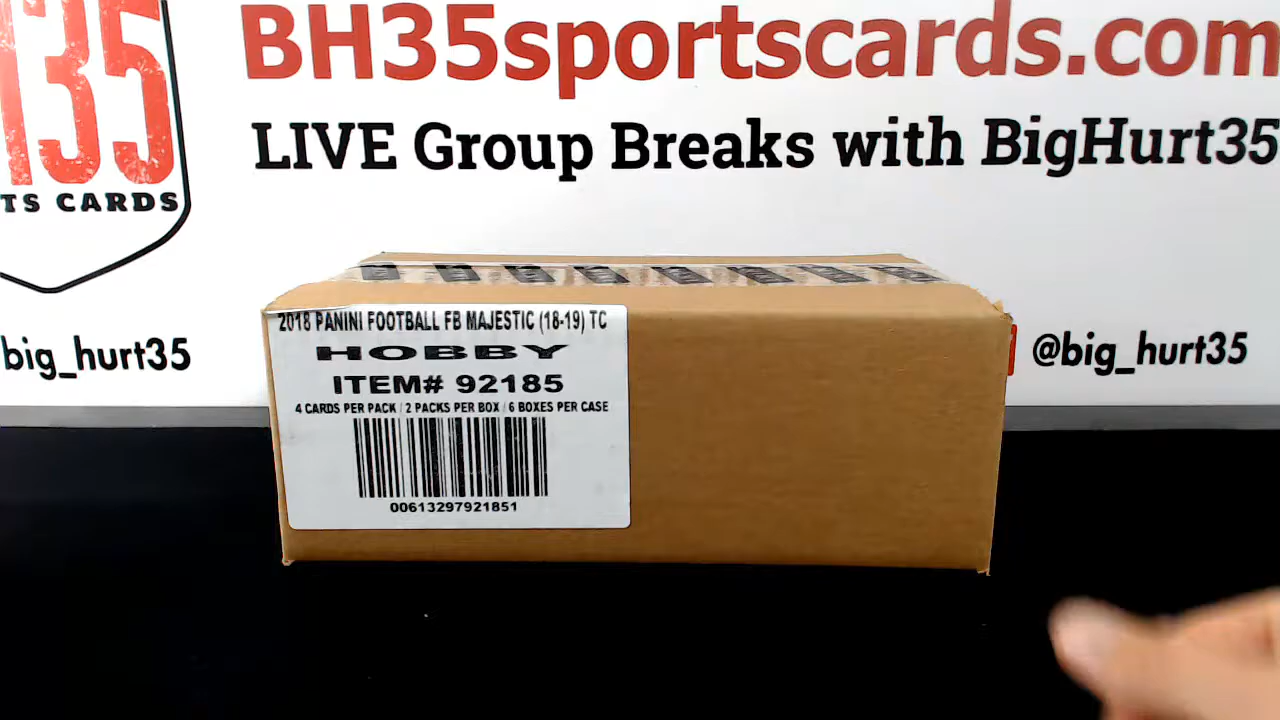 135
TS CARDS
BH35sportscards.com
LIVE Group Breaks with BigHurt35
big_hurt35
@big_hurt35
2018 PANINI FOOTBALL FB MAJESTIC (18-19) TC
HOBBY
ITEM# 92185
4 CARDS PER PACK / 2 PACKS PER BOX / 6 BOXES PER CASE
00613297921851